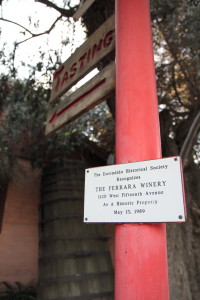 TASTING
The Escondido Historical Society
Recognizes
THE FERRARA WINERY
1120 West Fifteenth Avenue
As A Historic Property
May 15, 1989